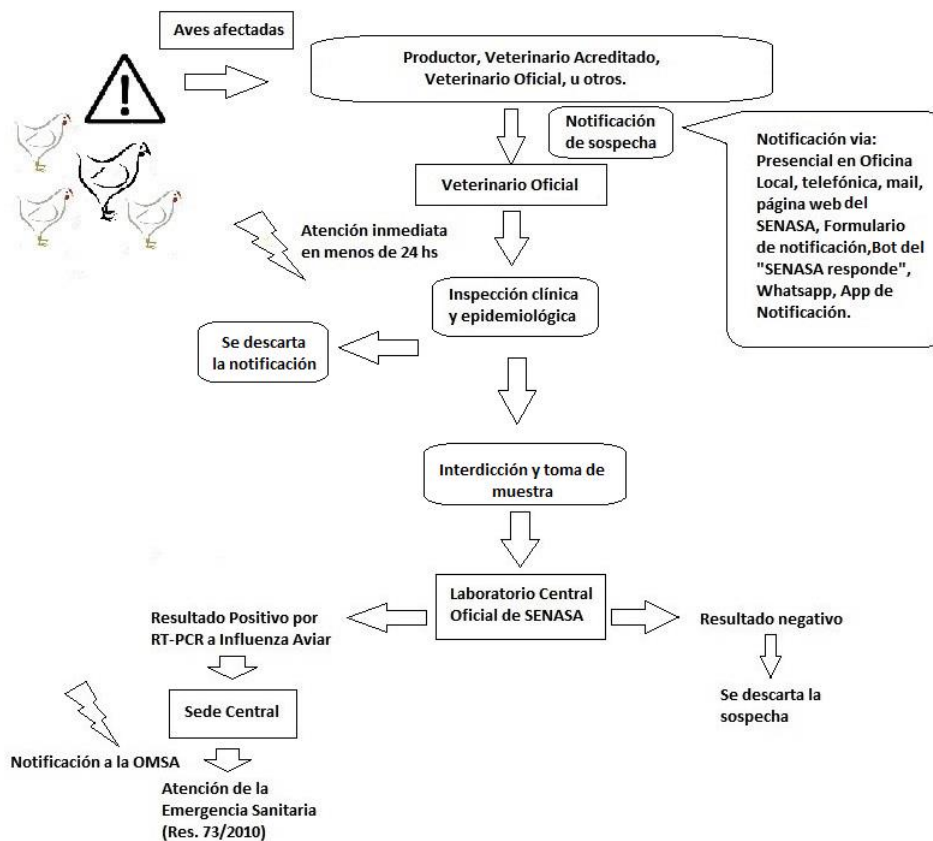 Aves afectadas
Productor, Veterinario Acreditado,
Veterinario Oficial, u otros.
Notificación
de sospecha
Notificación via:
Presencial en Oficina
Local, telefónica, mail,
página web del
SENASA, Formulario
de notificación,Bot del
"SENASA responde",
Whatsapp, App de
Notificación.
Veterinario Oficial
Atención inmediata
en menos de 24 hs
Inspección clínica
y epidemiológica
Se descarta
la notificación
Interdicción y toma de
muestra
Laboratorio Central
Oficial de SENASA
Resultado Positivo por
RT-PCR a Influenza Aviar
Resultado negativo
Se descarta la
sospecha
Sede Central
Notificación a la OMSA
Atención de la
Emergencia Sanitaria
(Res. 73/2010)